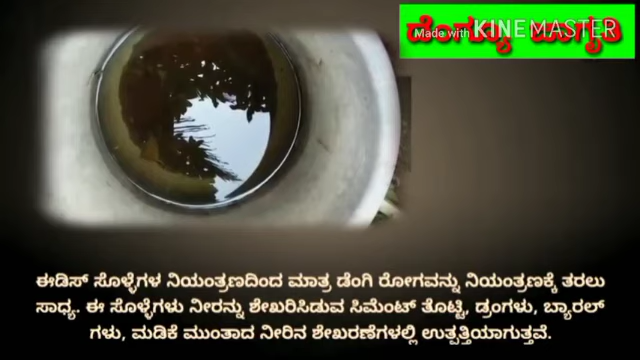 ಡೆಂಗ್ಯೂ ಜಾಗೃತಿ
Made with KINEMASTER
ಈಡಿಸ್ ಸೊಳ್ಳೆಗಳ ನಿಯಂತ್ರಣದಿಂದ ಮಾತ್ರ ಡೆಂಗಿ ರೋಗವನ್ನು ನಿಯಂತ್ರಣಕ್ಕೆ ತರಲು
ಸಾಧ್ಯ. ಈ ಸೊಳ್ಳೆಗಳು ನೀರನ್ನು ಶೇಖರಿಸಿಡುವ ಸಿಮೆಂಟ್ ತೊಟ್ಟಿ, ಡ್ರಂಗಳು, ಬ್ಯಾರಲ್
ಗಳು, ಮಡಿಕೆ ಮುಂತಾದ ನೀರಿನ ಶೇಖರಣೆಗಳಲ್ಲಿ ಉತ್ಪತ್ತಿಯಾಗುತ್ತವೆ.